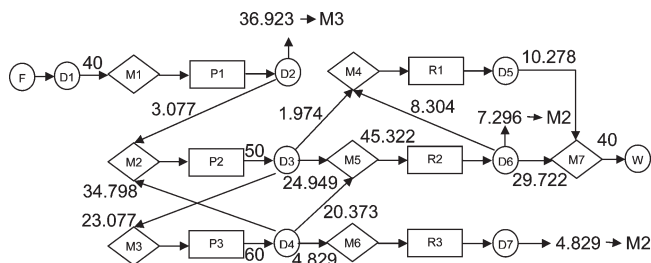 36.923 → M3
F D1 40 M1 P1 D2 M4 R1 D5 10.278
3.077 1.974 8.304 7.296 → M2
45.322 40
M2 P2 50 D3 M5 R2 D6 M7 W
34.798 24.949 29.722
23.077 20.373
M3 P3 60 D4 4.829 M6 R3 D7 4.829 → M2